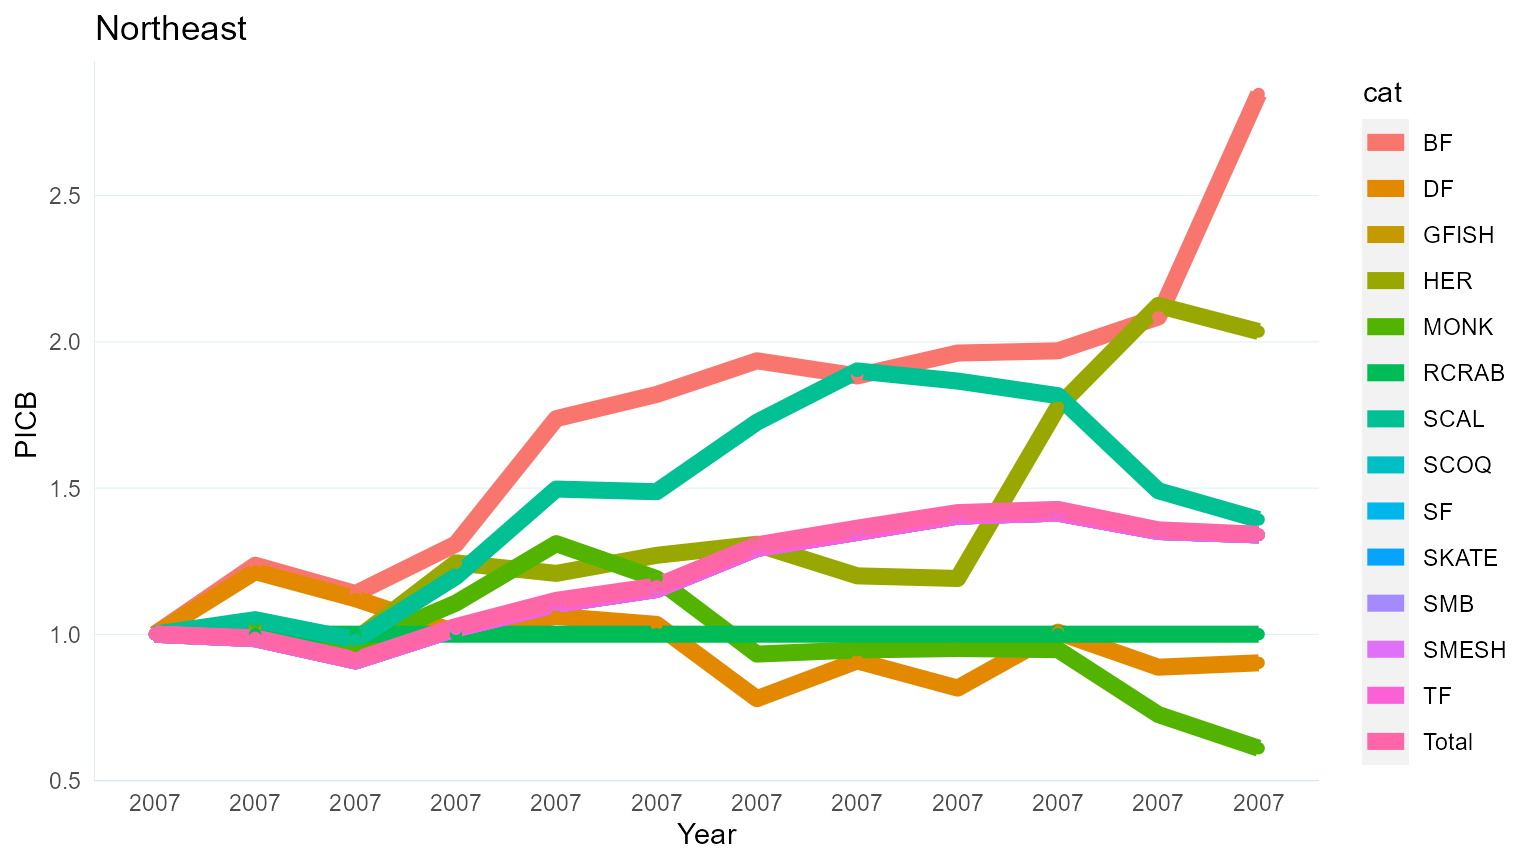 Northeast
PICB
2.5
2.0
1.5
1.0
0.5
2007 2007 2007 2007 2007 2007 2007 2007 2007 2007 2007 2007
Year
cat
BF
DF
GFISH
HER
MONK
RCRAB
SCAL
SCOQ
SF
SKATE
SMB
SMESH
TF
Total